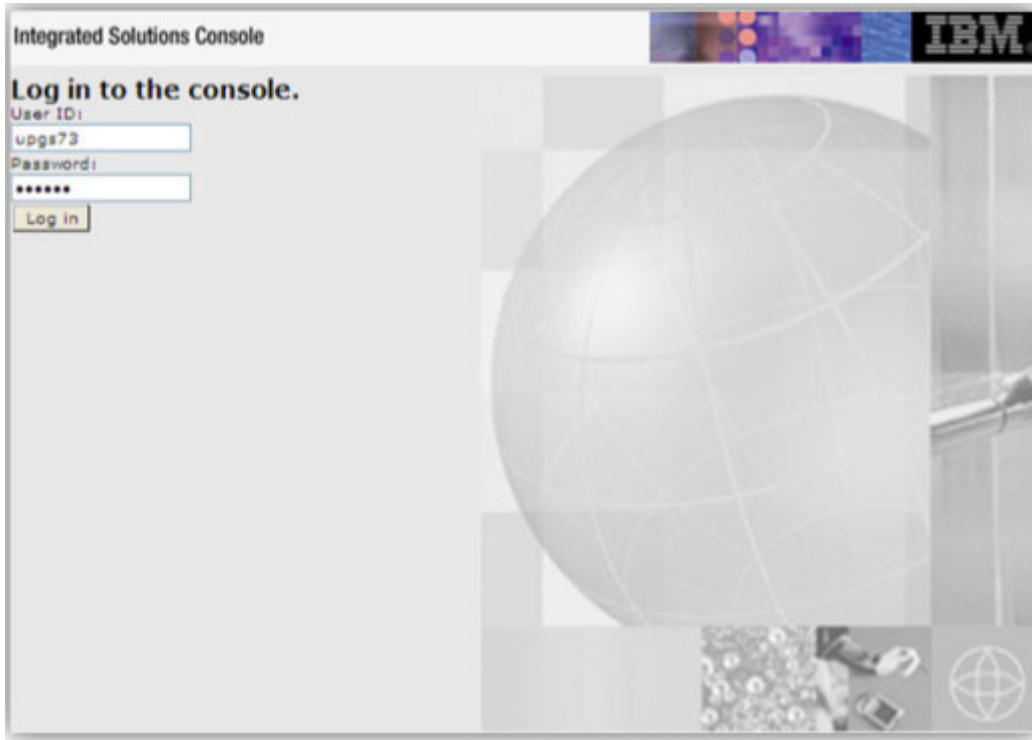 Integrated Solutions Console
IBM.
Log in to the console.
User ID:
upgs73
Password:
••••••
Log in